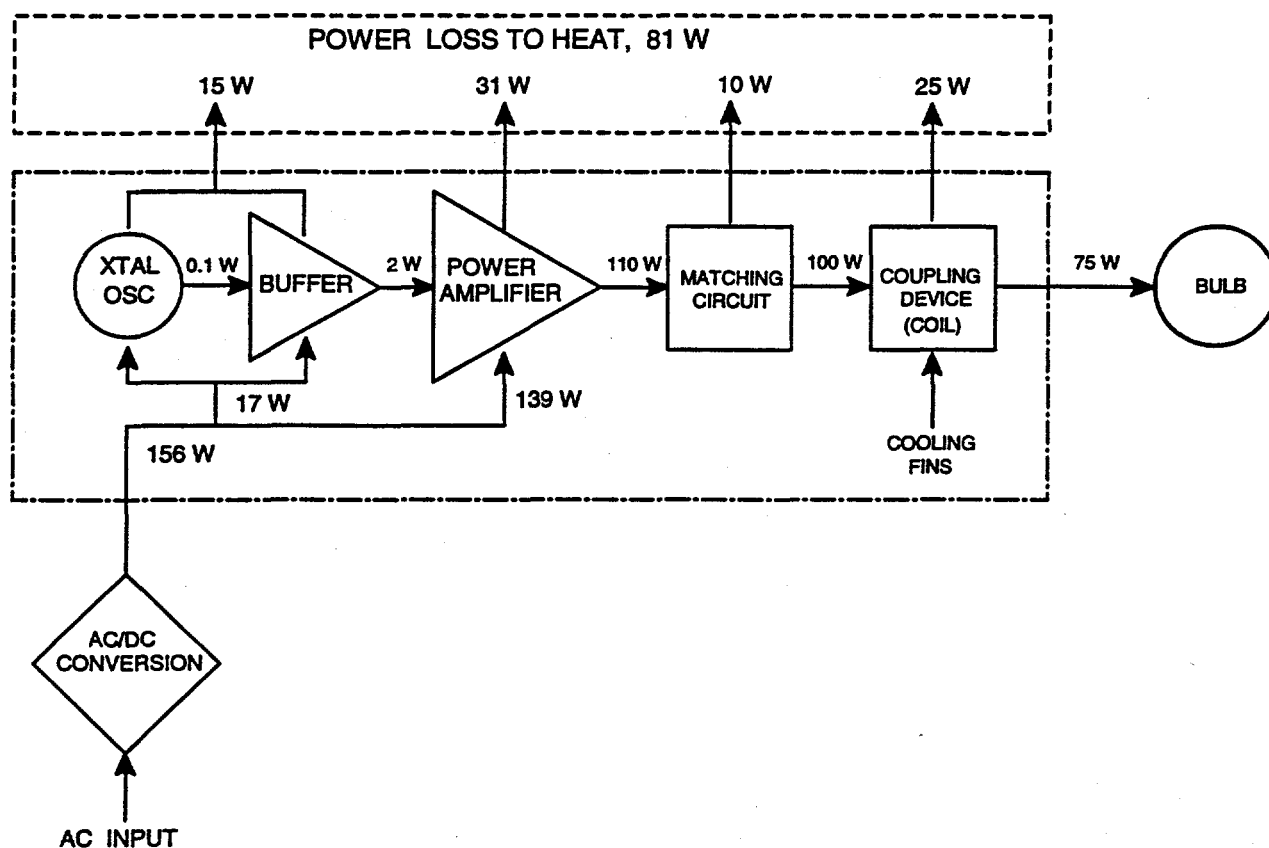 POWER LOSS TO HEAT, 81 W
15 W
31 W
10 W
25 W
XTAL
OSC
0.1 W
BUFFER
2 W
POWER
AMPLIFIER
110 W
MATCHING
CIRCUIT
100 W
COUPLING
DEVICE
(COIL)
75 W
BULB
17 W
139 W
156 W
COOLING
FINS
AC/DC
CONVERSION
AC INPUT